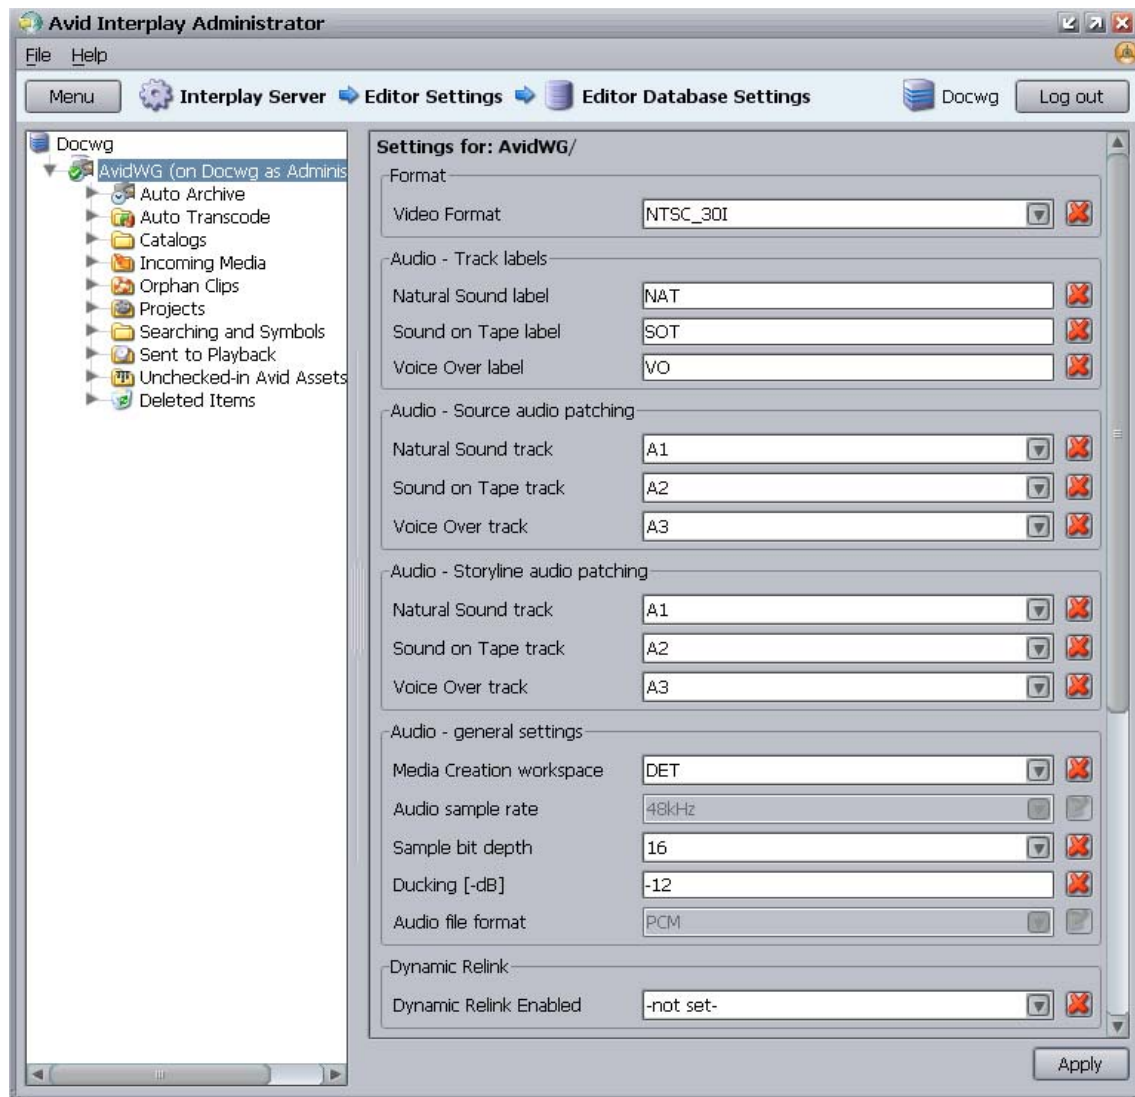 Avid Interplay Administrator
File Help
Menu Interplay Server Editor Settings Editor Database Settings Docwg Log out
Docwg
AvidWG (on Docwg as Adminis
Auto Archive
Auto Transcode
Catalogs
Incoming Media
Orphan Clips
Projects
Searching and Symbols
Sent to Playback
Unchecked-in Avid Assets
Deleted Items
Settings for: AvidWG/
Format
Video Format NTSC_30I
Audio - Track labels
Natural Sound label NAT
Sound on Tape label SOT
Voice Over label VO
Audio - Source audio patching
Natural Sound track A1
Sound on Tape track A2
Voice Over track A3
Audio - Storyline audio patching
Natural Sound track A1
Sound on Tape track A2
Voice Over track A3
Audio - general settings
Media Creation workspace DET
Audio sample rate 48kHz
Sample bit depth 16
Ducking [-dB] -12
Audio file format PCM
Dynamic Relink
Dynamic Relink Enabled -not set-
Apply